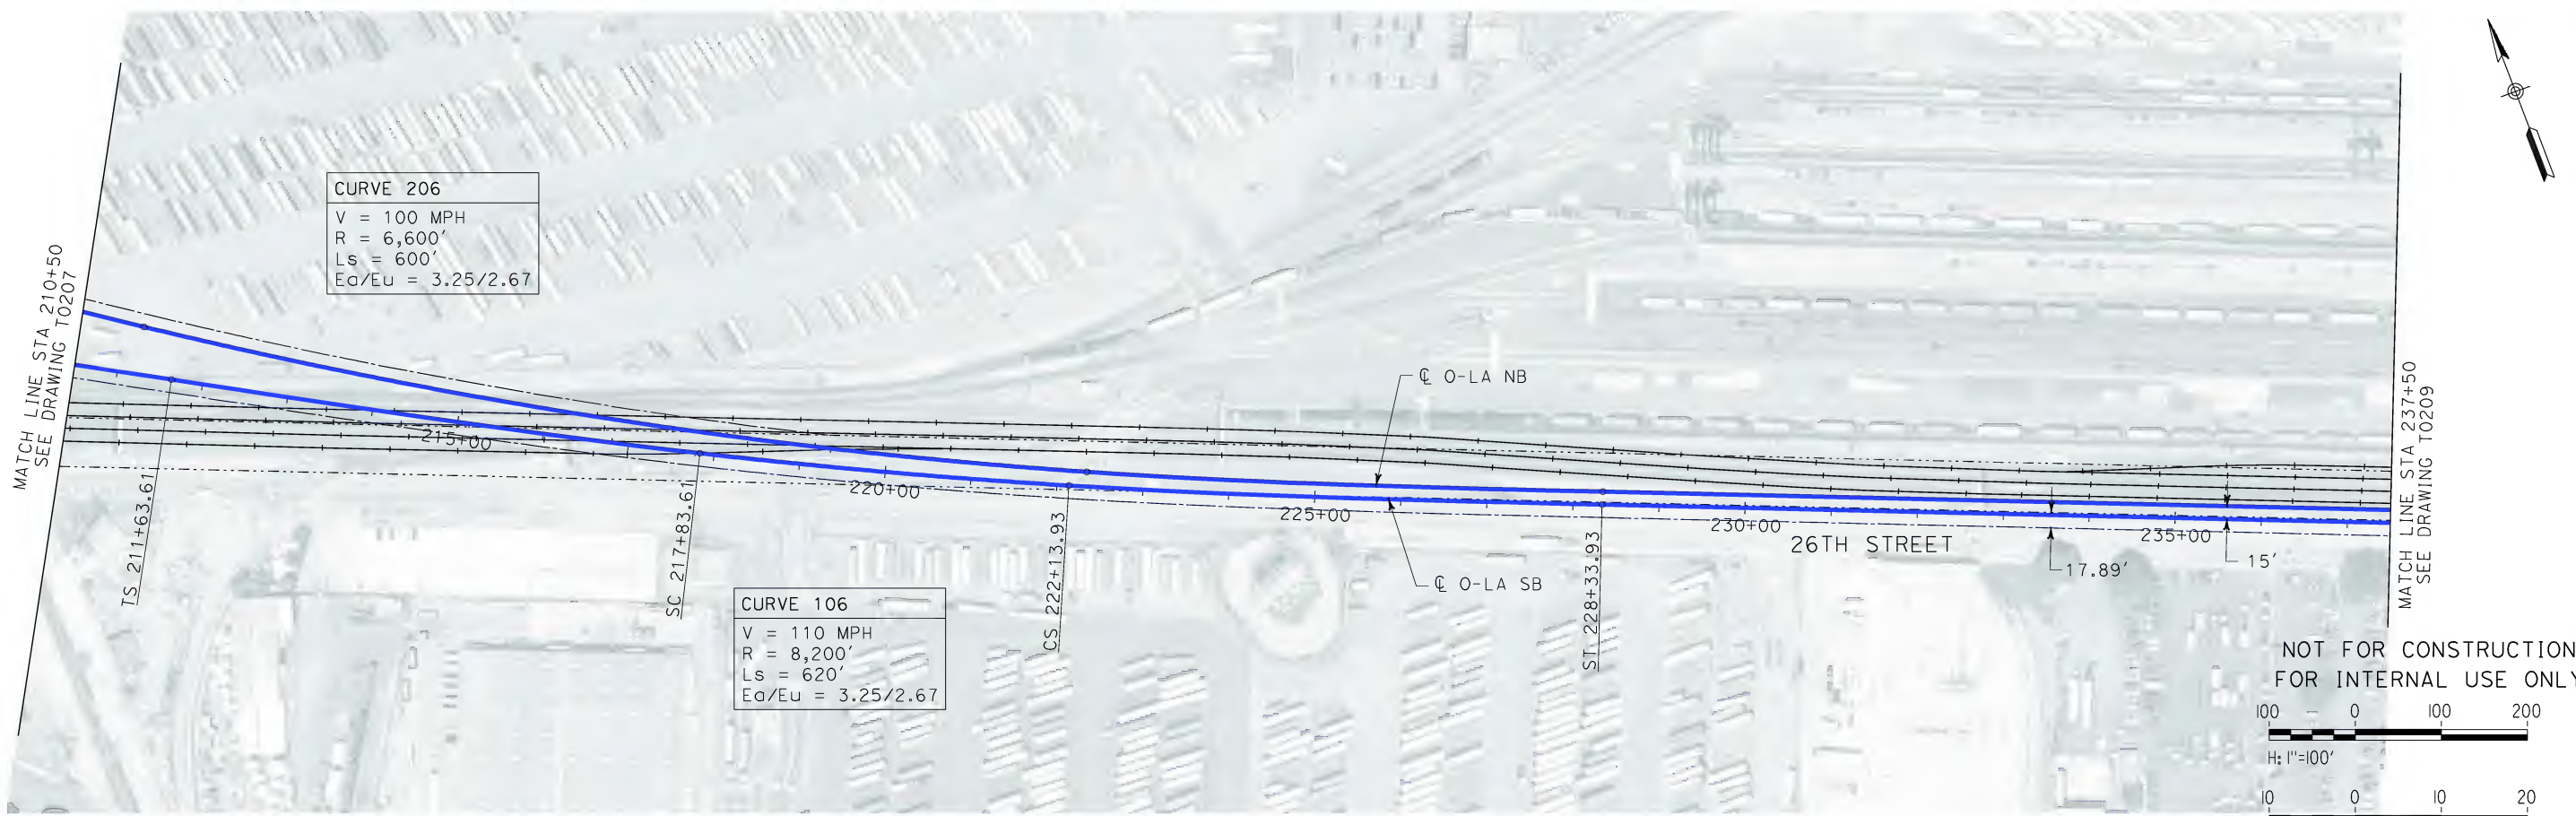 MATCH LINE STA 210+50
SEE DRAWING TO207
CURVE 206
V = 100 MPH
R = 6,600'
Ls = 600'
Ea/Eu = 3.25/2.67
215+00
220+00
225+00
230+00
235+00
TS 211+63.61
SC 217+83.61
CS 222+13.93
ST 228+33.93
℄ O-LA NB
℄ O-LA SB
26TH STREET
17.89'
15'
CURVE 106
V = 110 MPH
R = 8,200'
Ls = 620'
Ea/Eu = 3.25/2.67
MATCH LINE STA 237+50
SEE DRAWING TO209
NOT FOR CONSTRUCTION
FOR INTERNAL USE ONLY
100 0 100 200
H: 1"=100'
10 0 10 20